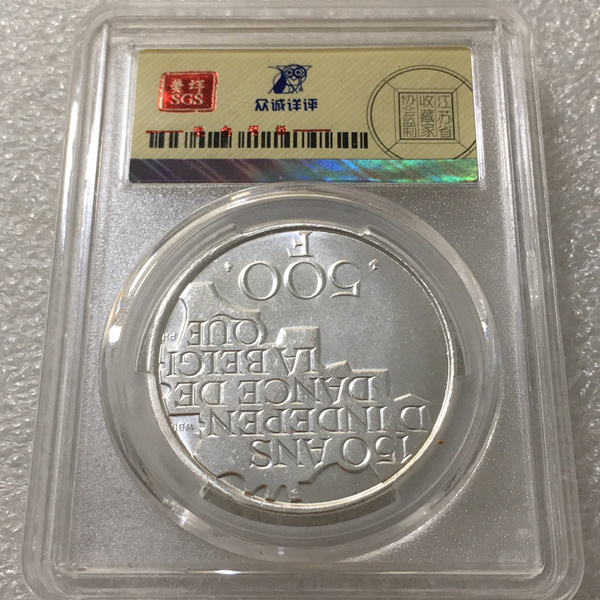 SGS
众诚详评
江苏省
收藏家
协会监制
150 ANS
D'INDEPEN-
DANCE DE
LA BELGI-
QUE
500,
F